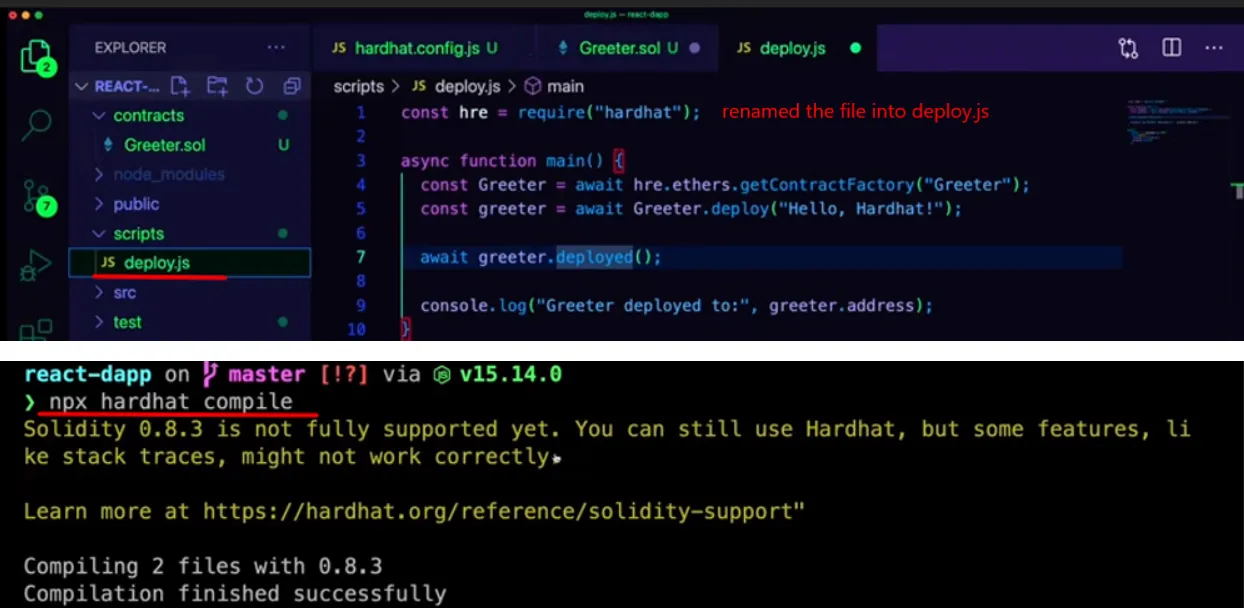 deploy.js — react-dapp
2
EXPLORER ...
JS hardhat.config.js U
Greeter.sol U
JS deploy.js
...
REACT-...
scripts > JS deploy.js > main
contracts
Greeter.sol U
node_modules
7
public
scripts
JS deploy.js
src
test
1 const hre = require("hardhat"); renamed the file into deploy.js
2
3 async function main() {
4 const Greeter = await hre.ethers.getContractFactory("Greeter");
5 const greeter = await Greeter.deploy("Hello, Hardhat!");
6
7 await greeter.deployed();
8
9 console.log("Greeter deployed to:", greeter.address);
10 }
react-dapp on master [!?] via v15.14.0
❯ npx hardhat compile
Solidity 0.8.3 is not fully supported yet. You can still use Hardhat, but some features, li
ke stack traces, might not work correctly.
Learn more at https://hardhat.org/reference/solidity-support"
Compiling 2 files with 0.8.3
Compilation finished successfully